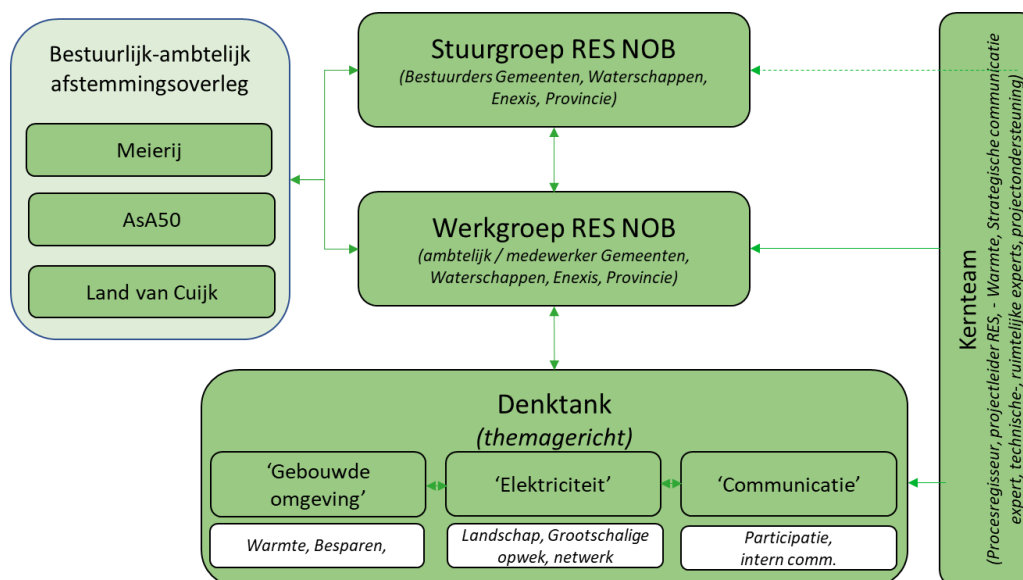 Bestuurlijk-ambtelijk
afstemmingsoverleg
Meierij
AsA50
Land van Cuijk
Stuurgroep RES NOB
(Bestuurders Gemeenten, Waterschappen,
Enexis, Provincie)
Werkgroep RES NOB
(ambtelijk / medewerker Gemeenten,
Waterschappen, Enexis, Provincie)
Denktank
(themagericht)
‘Gebouwde
omgeving’
‘Elektriciteit’
‘Communicatie’
Warmte, Besparen,
Landschap, Grootschalige
opwek, netwerk
Participatie,
intern comm.
Kernteam
(Procesregisseur, projectleider RES, - Warmte, Strategische communicatie
expert, technische-, ruimtelijke experts, projectondersteuning)